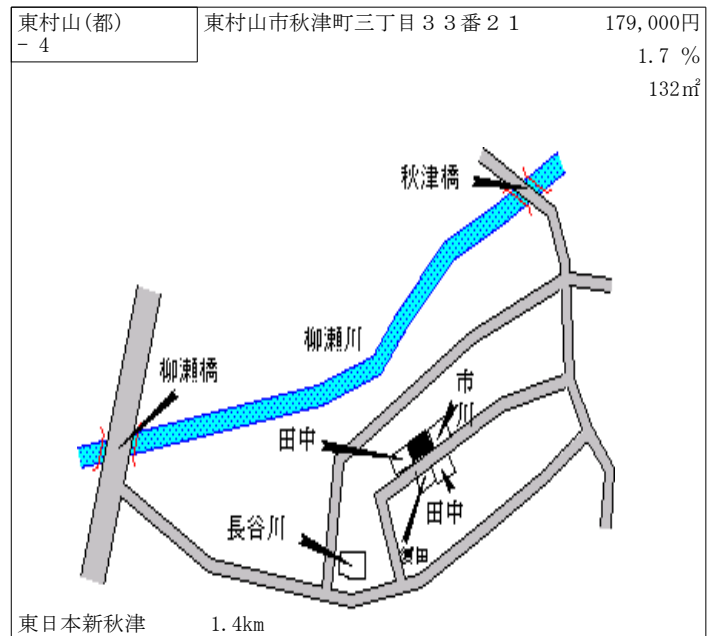 東村山(都)
- 4
東村山市秋津町三丁目３３番２１
179,000円
1.7 %
132㎡
秋津橋
柳瀬川
柳瀬橋
市川
田中
田中
長谷川
東日本新秋津 1.4km